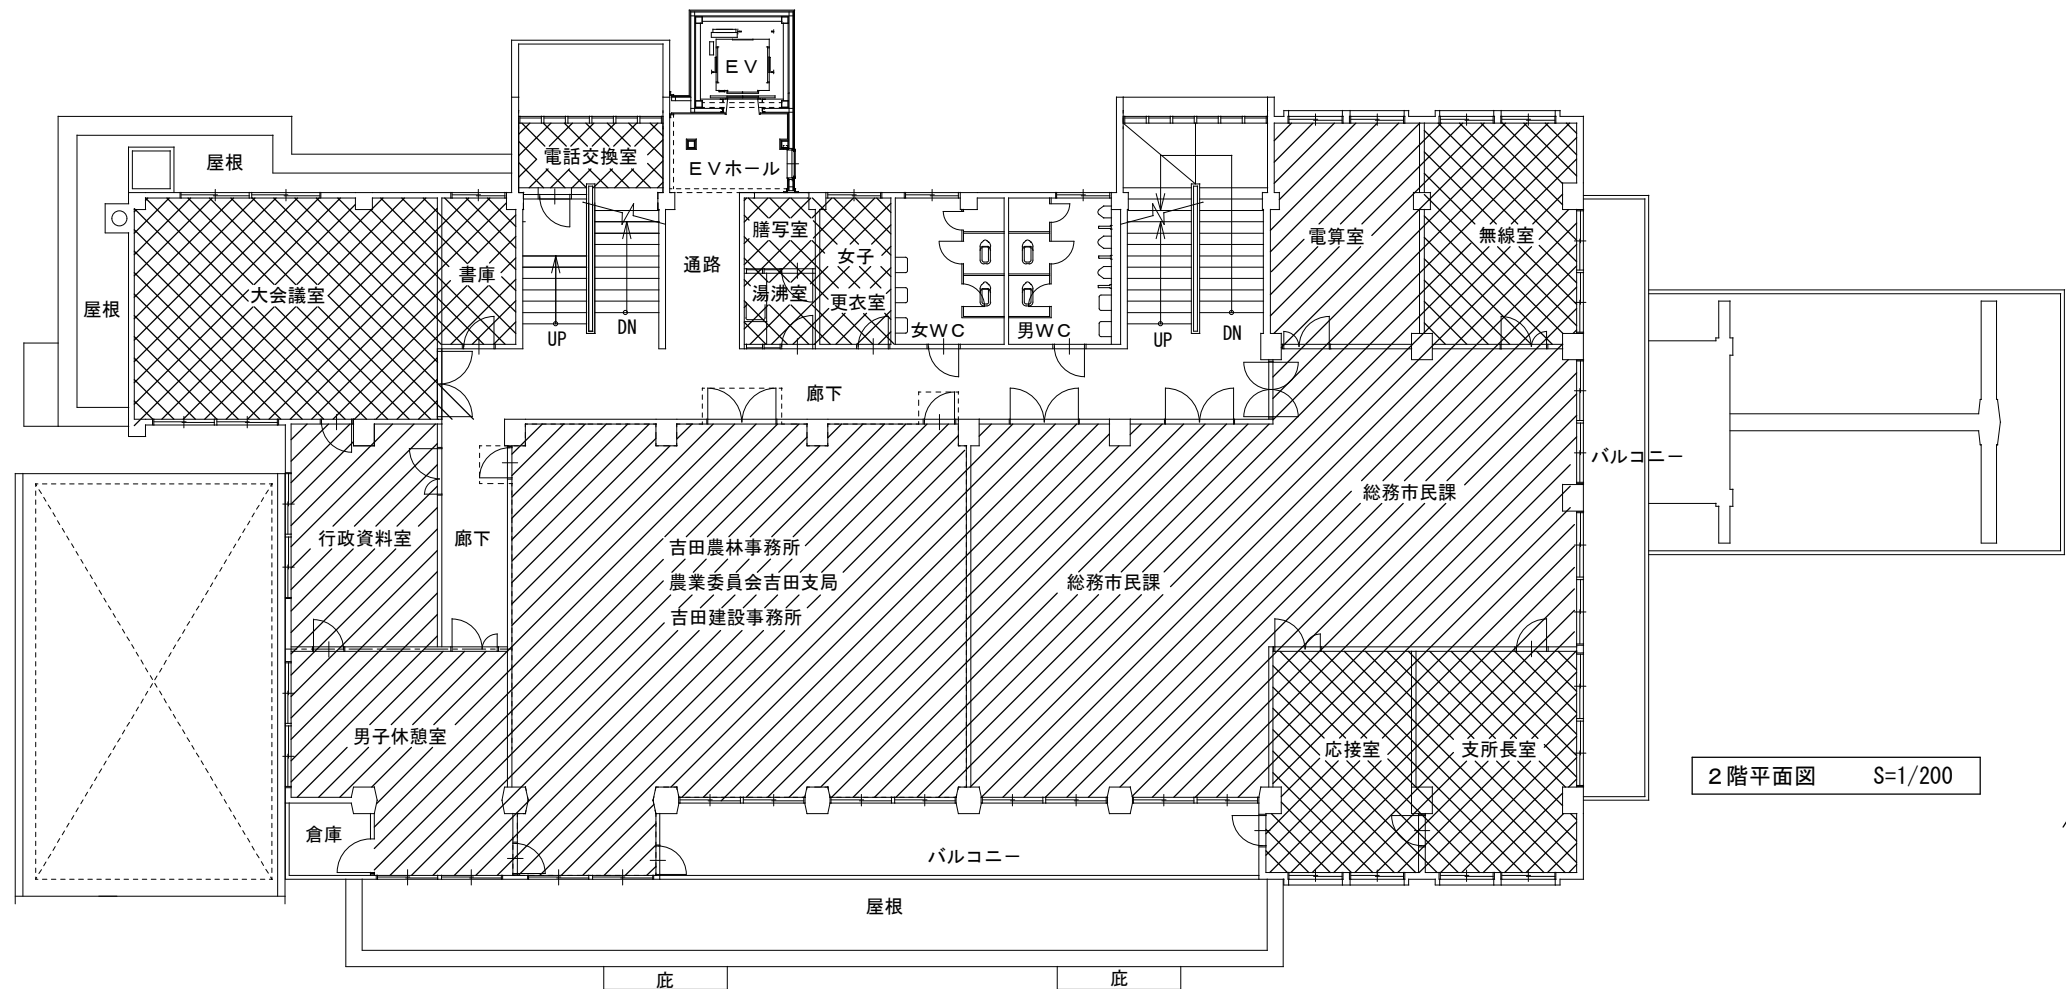 EV
電話交換室
EVホール
屋根
膳写室
女子
電算室
無線室
通路
書庫
大会議室
湯沸室
更衣室
屋根
UP
DN
女WC
男WC
UP
DN
廊下
バルコニー
総務市民課
行政資料室
廊下
吉田農林事務所
農業委員会吉田支局
吉田建設事務所
総務市民課
男子休憩室
応接室
支所長室
2階平面図 S=1/200
倉庫
バルコニー
屋根
庇
庇